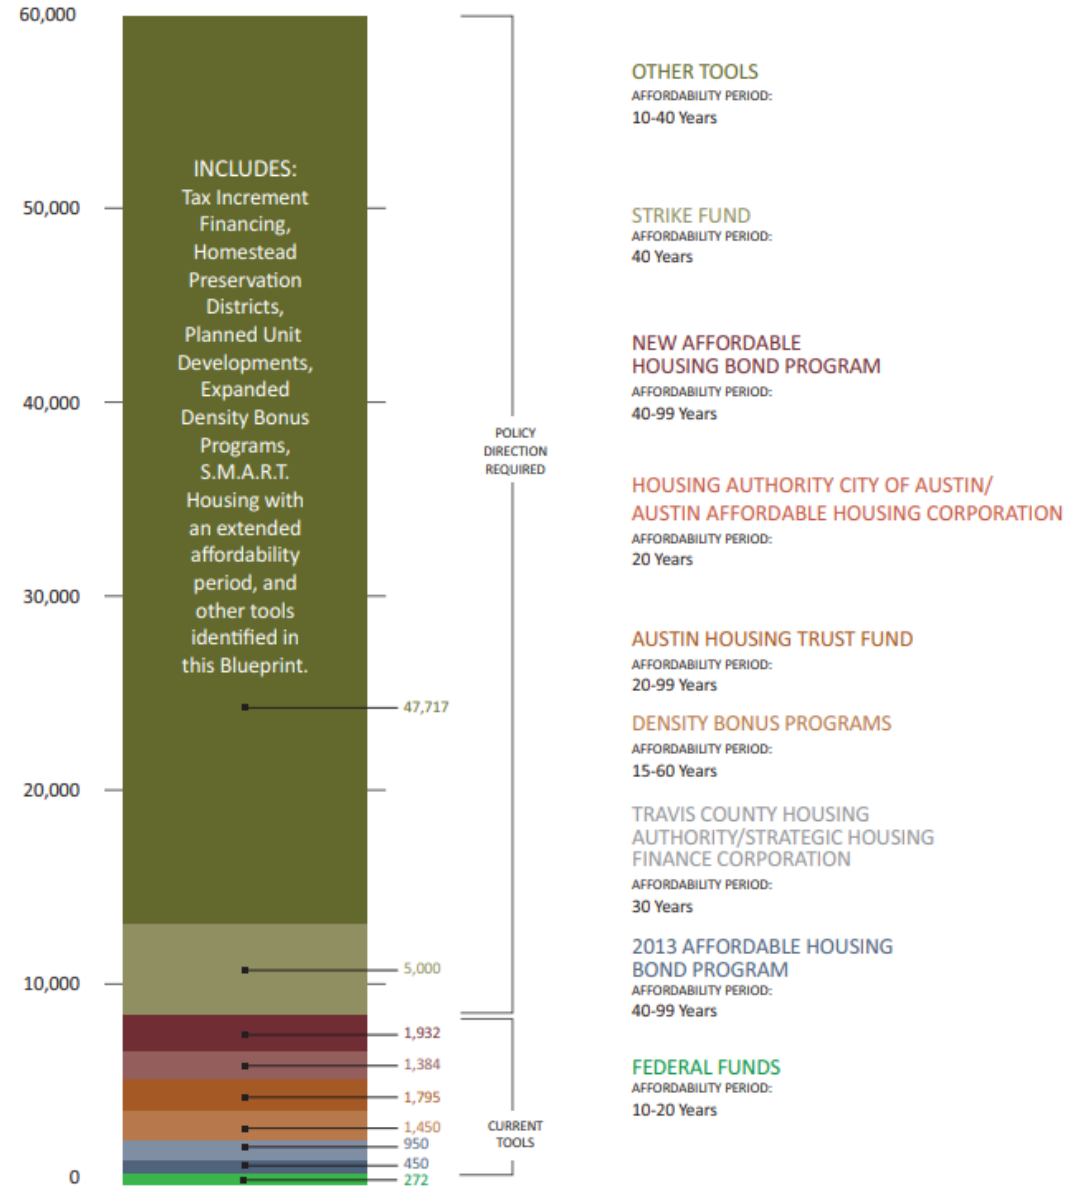 60,000
50,000
40,000
30,000
20,000
10,000
0
INCLUDES:
Tax Increment
Financing,
Homestead
Preservation
Districts,
Planned Unit
Developments,
Expanded
Density Bonus
Programs,
S.M.A.R.T.
Housing with
an extended
affordability
period, and
other tools
identified in
this Blueprint.
47,717
5,000
1,932
1,384
1,795
1,450
950
450
272
POLICY
DIRECTION
REQUIRED
CURRENT
TOOLS
OTHER TOOLS
AFFORDABILITY PERIOD:
10-40 Years
STRIKE FUND
AFFORDABILITY PERIOD:
40 Years
NEW AFFORDABLE
HOUSING BOND PROGRAM
AFFORDABILITY PERIOD:
40-99 Years
HOUSING AUTHORITY CITY OF AUSTIN/
AUSTIN AFFORDABLE HOUSING CORPORATION
AFFORDABILITY PERIOD:
20 Years
AUSTIN HOUSING TRUST FUND
AFFORDABILITY PERIOD:
20-99 Years
DENSITY BONUS PROGRAMS
AFFORDABILITY PERIOD:
15-60 Years
TRAVIS COUNTY HOUSING
AUTHORITY/STRATEGIC HOUSING
FINANCE CORPORATION
AFFORDABILITY PERIOD:
30 Years
2013 AFFORDABLE HOUSING
BOND PROGRAM
AFFORDABILITY PERIOD:
40-99 Years
FEDERAL FUNDS
AFFORDABILITY PERIOD:
10-20 Years